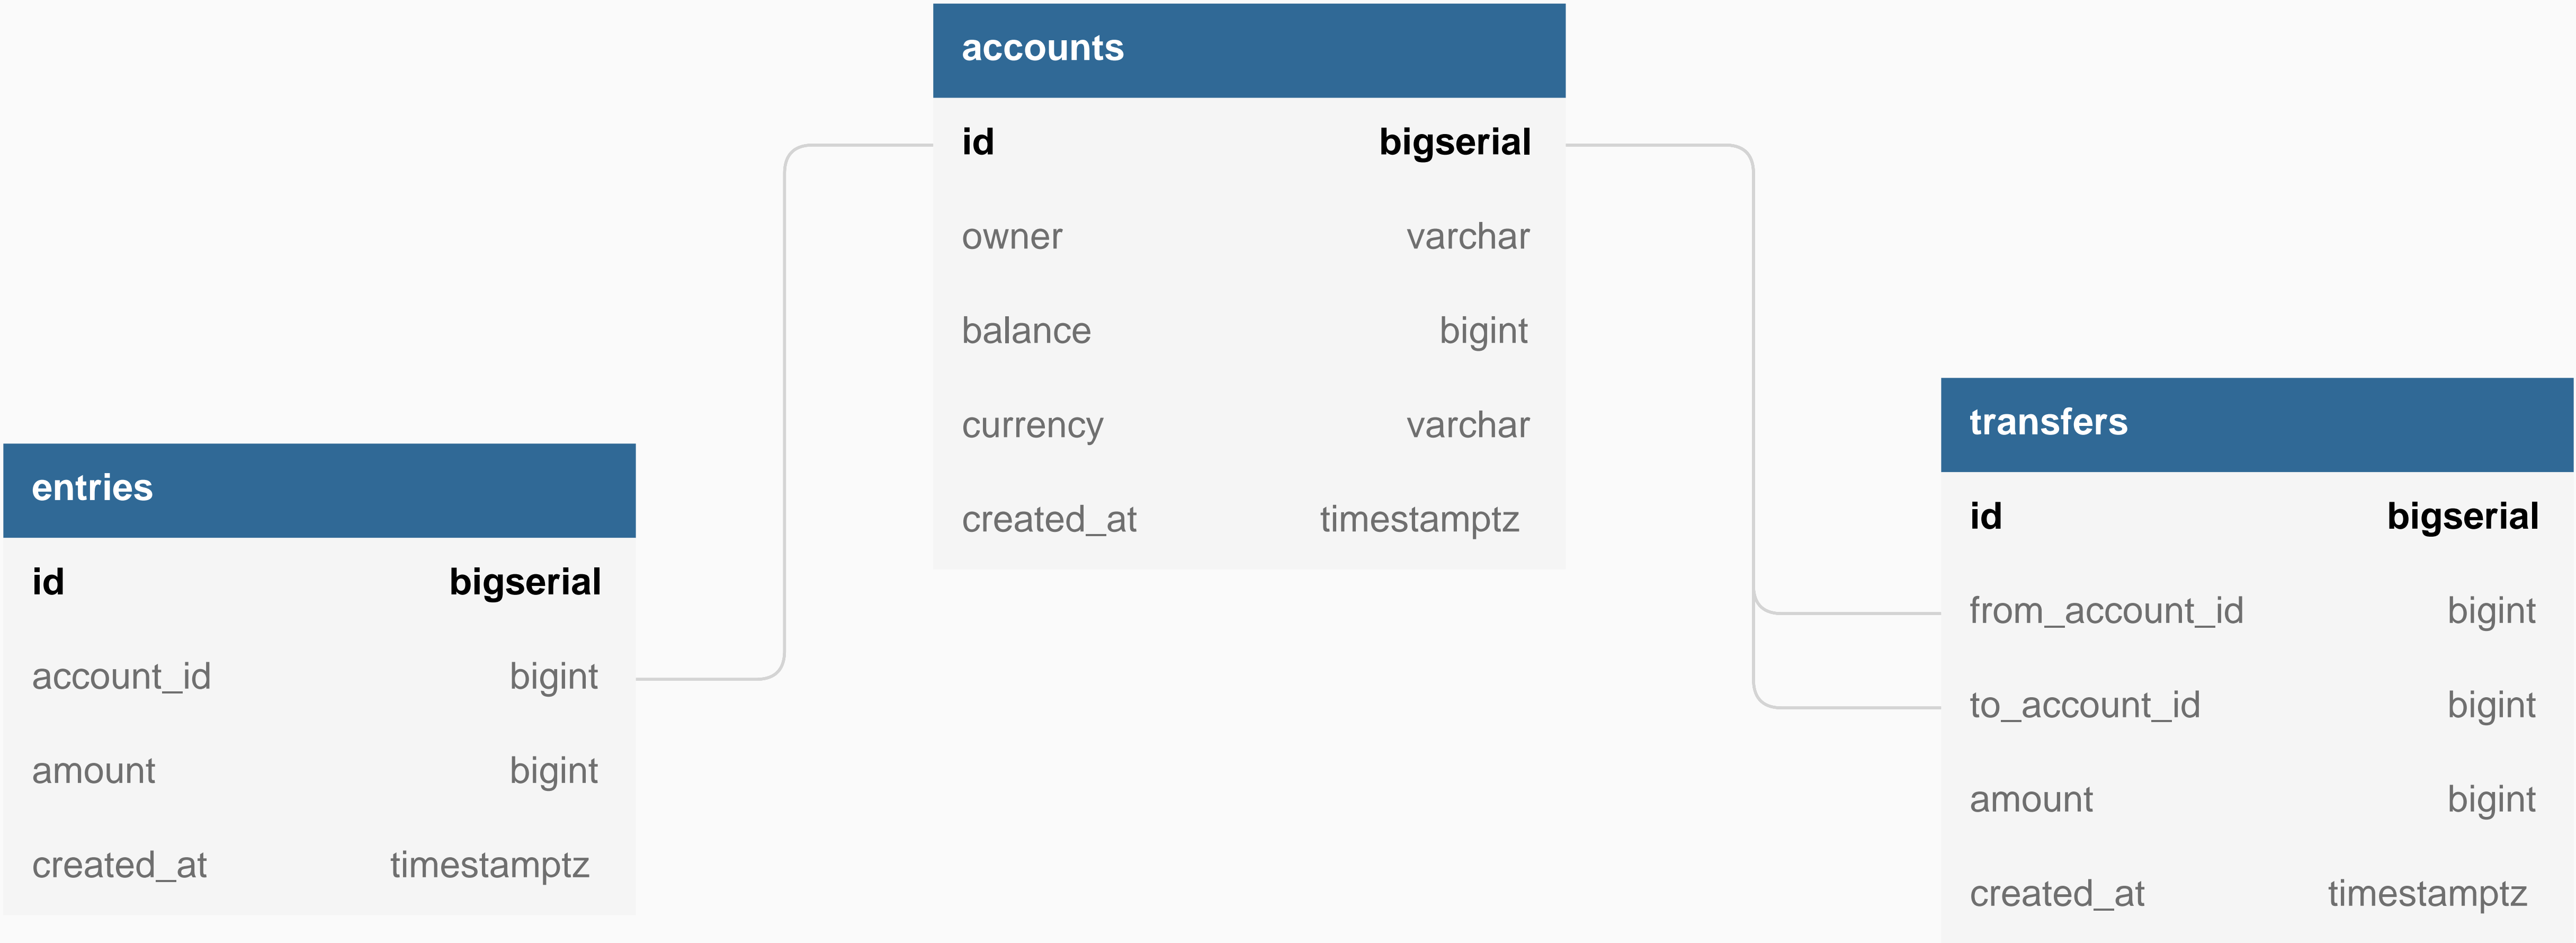 accounts
id bigserial
owner varchar
balance bigint
currency varchar
created_at timestamptz
entries
id bigserial
account_id bigint
amount bigint
created_at timestamptz
transfers
id bigserial
from_account_id bigint
to_account_id bigint
amount bigint
created_at timestamptz